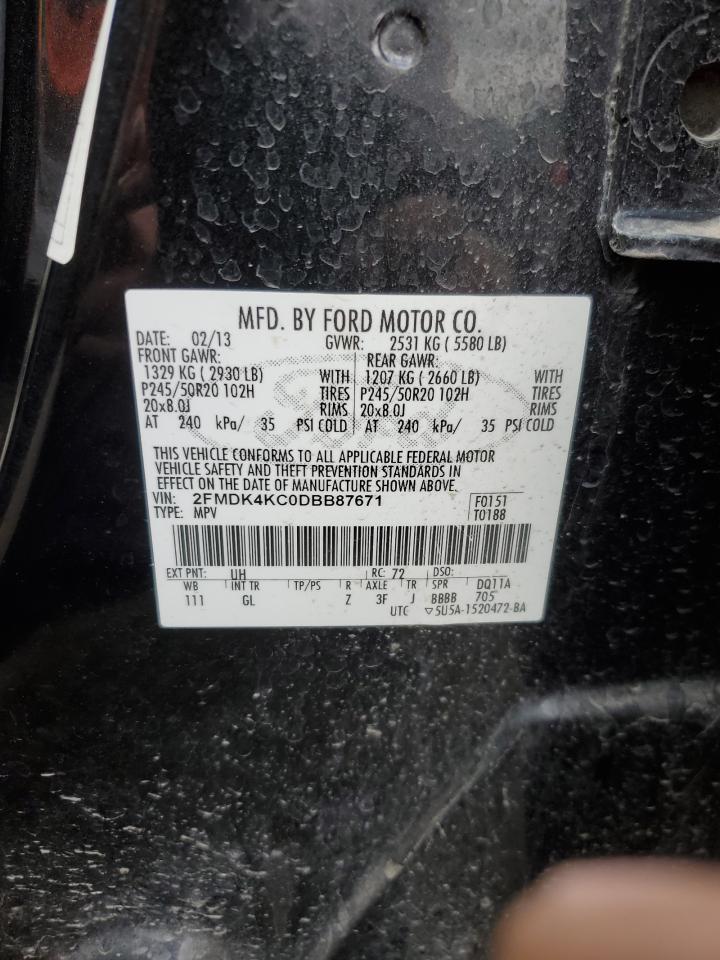 MFD. BY FORD MOTOR CO.
DATE: 02/13 GVWR: 2531 KG ( 5580 LB)
FRONT GAWR: REAR GAWR:
1329 KG ( 2930 LB) WITH 1207 KG ( 2660 LB) WITH
P245/50R20 102H TIRES P245/50R20 102H TIRES
20x8.0J RIMS 20x8.0J RIMS
AT 240 kPa/ 35 PSI COLD AT 240 kPa/ 35 PSI COLD
THIS VEHICLE CONFORMS TO ALL APPLICABLE FEDERAL MOTOR
VEHICLE SAFETY AND THEFT PREVENTION STANDARDS IN
EFFECT ON THE DATE OF MANUFACTURE SHOWN ABOVE.
VIN: 2FMDK4KC0DBB87671 F0151
TYPE: MPV T0188
EXT PNT: UH RC: 72 DSO:
WB INT TR TP/PS R AXLE TR SPR DQ11A
111 GL Z 3F J BBBB 705
UTC ▽5U5A-1520472-BA